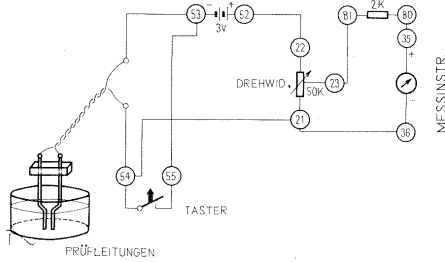 81 2K 80
53 - + 52
3V
35
22
+
DREHWID. 50K 23
MESSINSTR.
-
21
36
54 55
TASTER
PRÜFLEITUNGEN